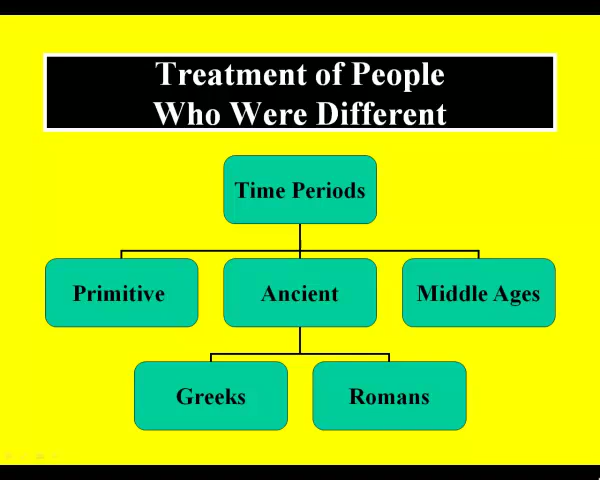 Treatment of People
Who Were Different
Time Periods
Primitive
Ancient
Middle Ages
Greeks
Romans